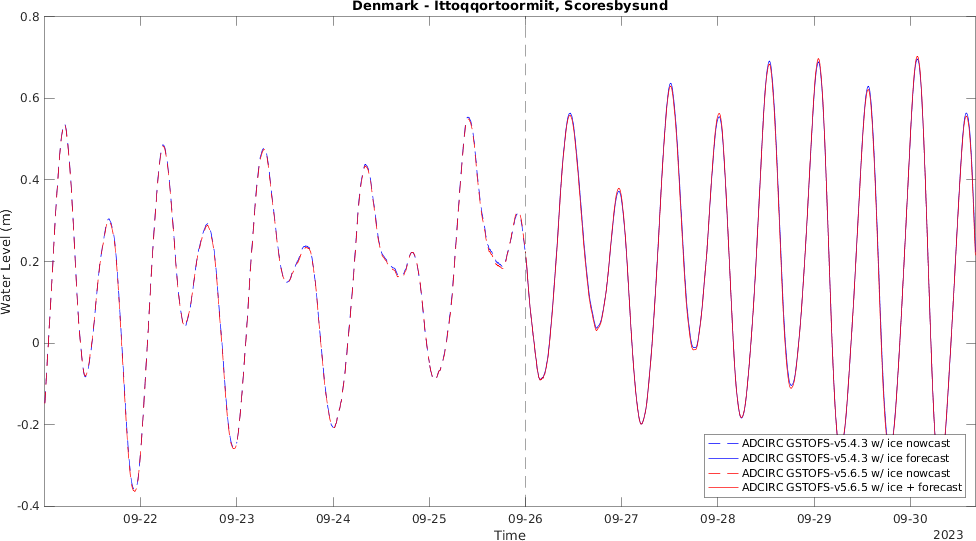 Denmark - Ittoqqortoormiit, Scoresbysund
Water Level (m)
0.8
0.6
0.4
0.2
0
-0.2
-0.4
ADCIRC GSTOFS-v5.4.3 w/ ice nowcast
ADCIRC GSTOFS-v5.4.3 w/ ice forecast
ADCIRC GSTOFS-v5.6.5 w/ ice nowcast
ADCIRC GSTOFS-v5.6.5 w/ ice + forecast
09-22 09-23 09-24 09-25 09-26 09-27 09-28 09-29 09-30
Time
2023